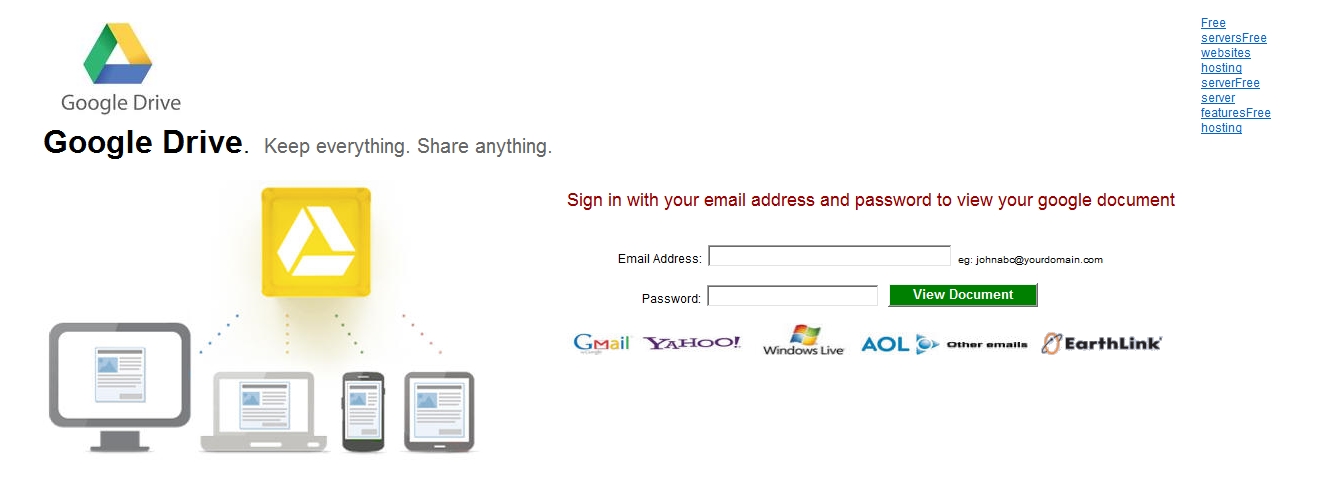 Google Drive
Google Drive. Keep everything. Share anything.
Free
serversFree
websites
hosting
serverFree
server
featuresFree
hosting
Sign in with your email address and password to view your google document
Email Address: eg: johnabc@yourdomain.com
Password: View Document
Gmail YAHOO! Windows Live AOL Other emails EarthLink